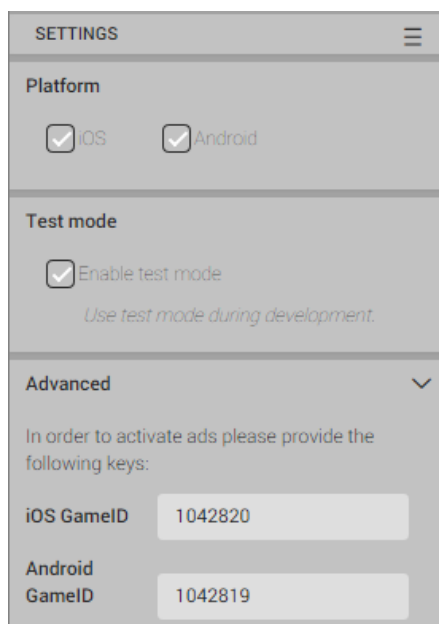 SETTINGS
Platform
iOS Android
Test mode
Enable test mode
Use test mode during development.
Advanced
In order to activate ads please provide the
following keys:
iOS GameID 1042820
Android
GameID 1042819